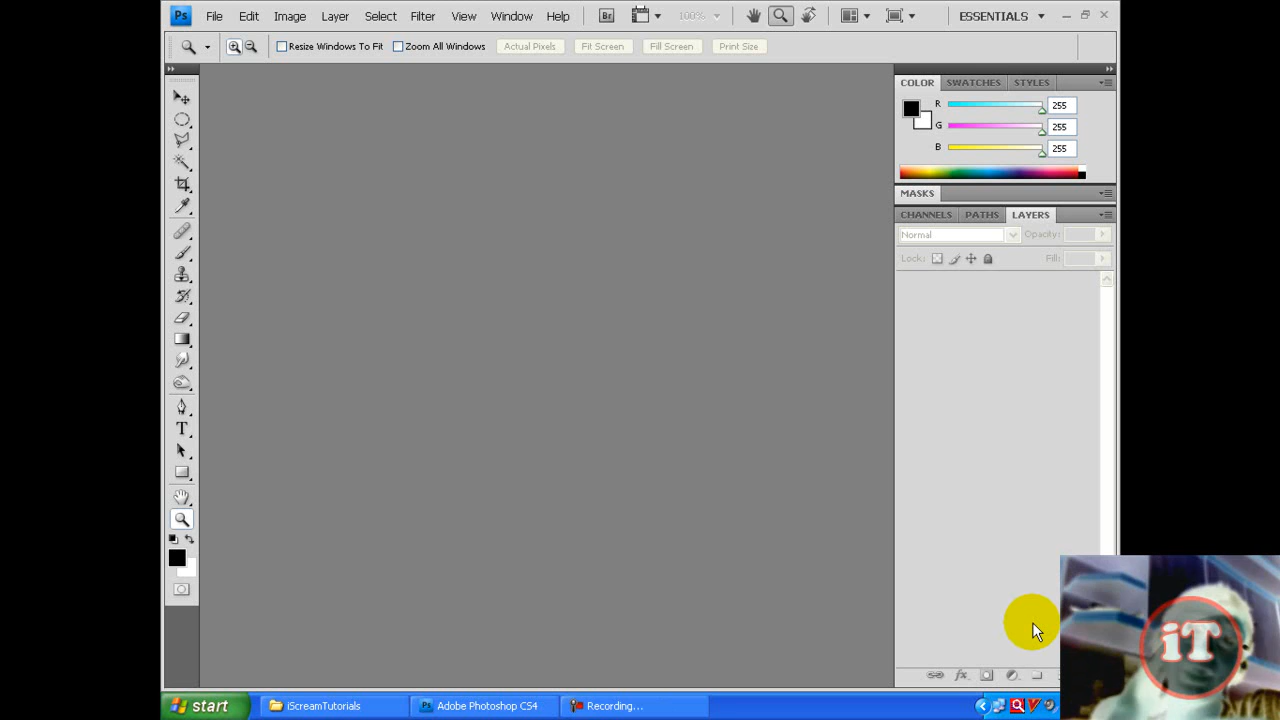 Ps File Edit Image Layer Select Filter View Window Help Br 100% ESSENTIALS
Resize Windows To Fit Zoom All Windows Actual Pixels Fit Screen Fill Screen Print Size
COLOR SWATCHES STYLES
R 255
G 255
B 255
MASKS
CHANNELS PATHS LAYERS
Normal Opacity:
Lock: Fill:
T
fx
iT
start iScreamTutorials Ps Adobe Photoshop CS4 Recording...